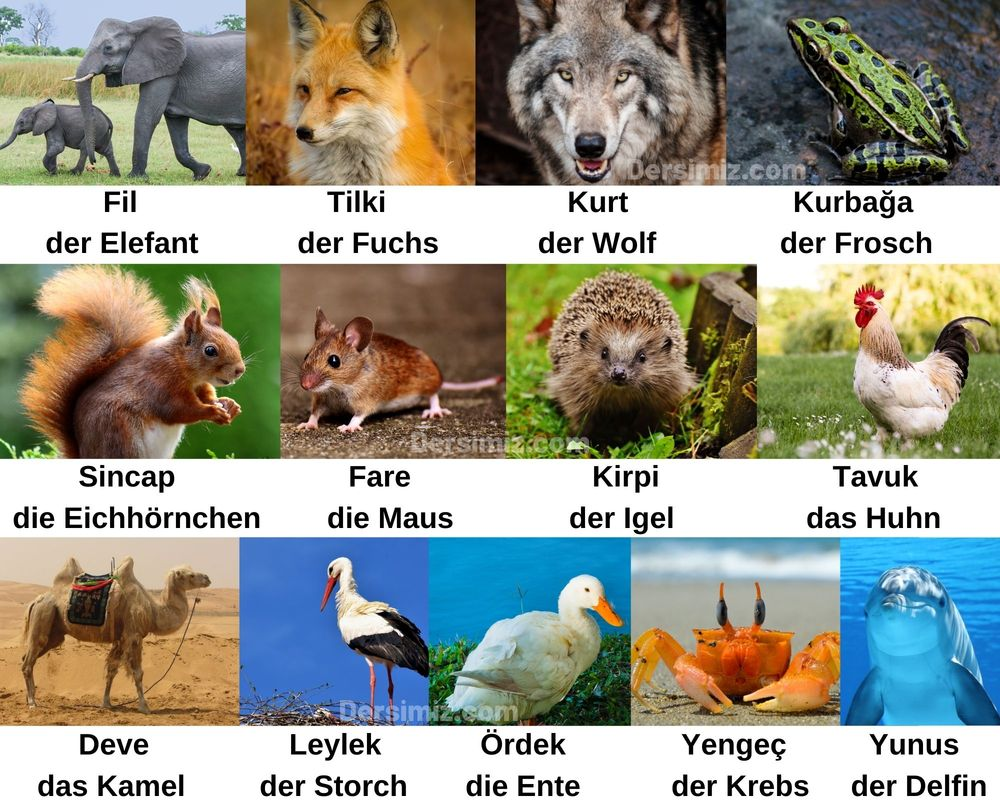 Dersimiz.com
Fil Tilki Kurt Kurbağa
der Elefant der Fuchs der Wolf der Frosch
Dersimiz.com
Sincap Fare Kirpi Tavuk
die Eichhörnchen die Maus der Igel das Huhn
Dersimiz.com
Deve Leylek Ördek Yengeç Yunus
das Kamel der Storch die Ente der Krebs der Delfin